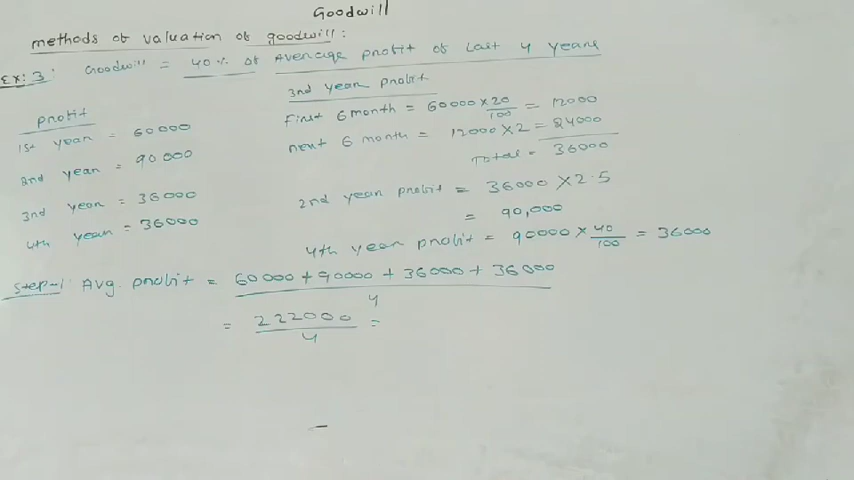 Goodwill
methods of valuation of goodwill:
Ex: 3: Goodwill = 40% of Average profit of Last 4 years
profit
1st year = 60000
2nd year = 90000
3rd year = 36000
4th year = 36000
3rd year profit
First 6 month = 60000 × 20/100 = 12000
next 6 month = 12000 × 2 = 24000
Total = 36000
2nd year profit = 36000 × 2.5
= 90,000
4th year profit = 90000 × 40/100 = 36000
Step-1: Avg. profit = 60000 + 90000 + 36000 + 36000
4
= 222000/4 =